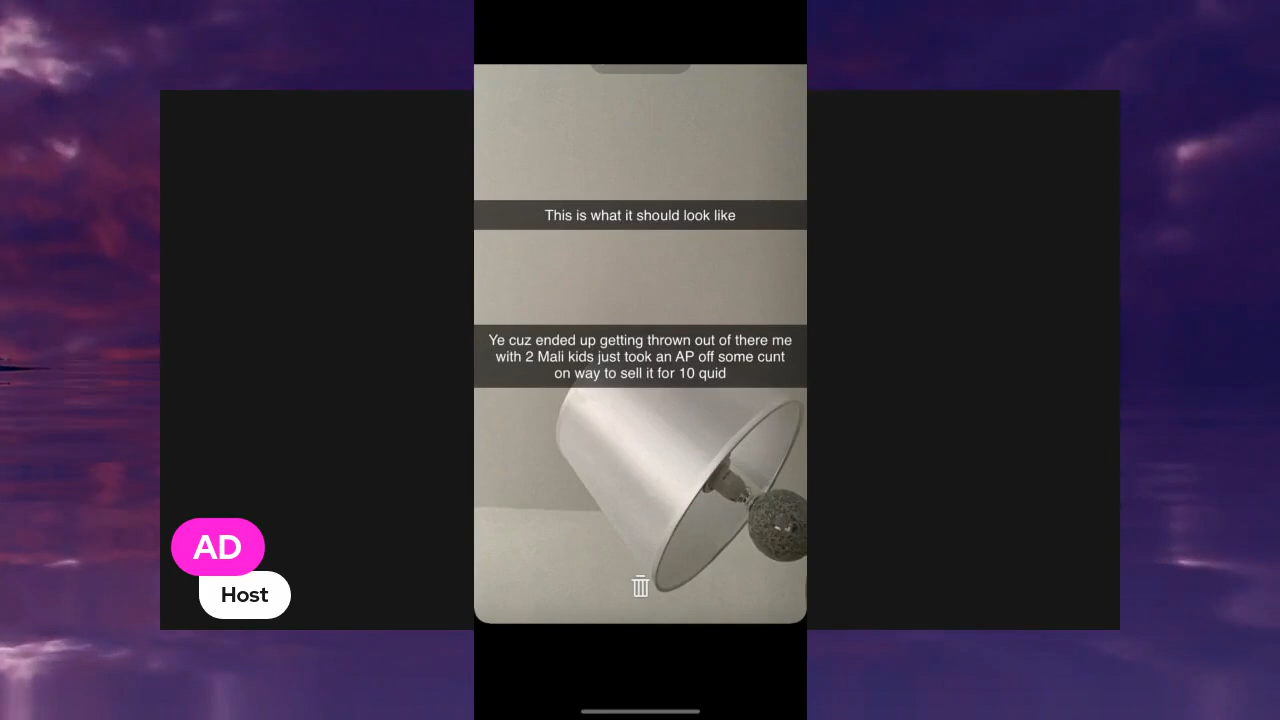 This is what it should look like
Ye cuz ended up getting thrown out of there me
with 2 Mali kids just took an AP off some cunt
on way to sell it for 10 quid
AD
Host